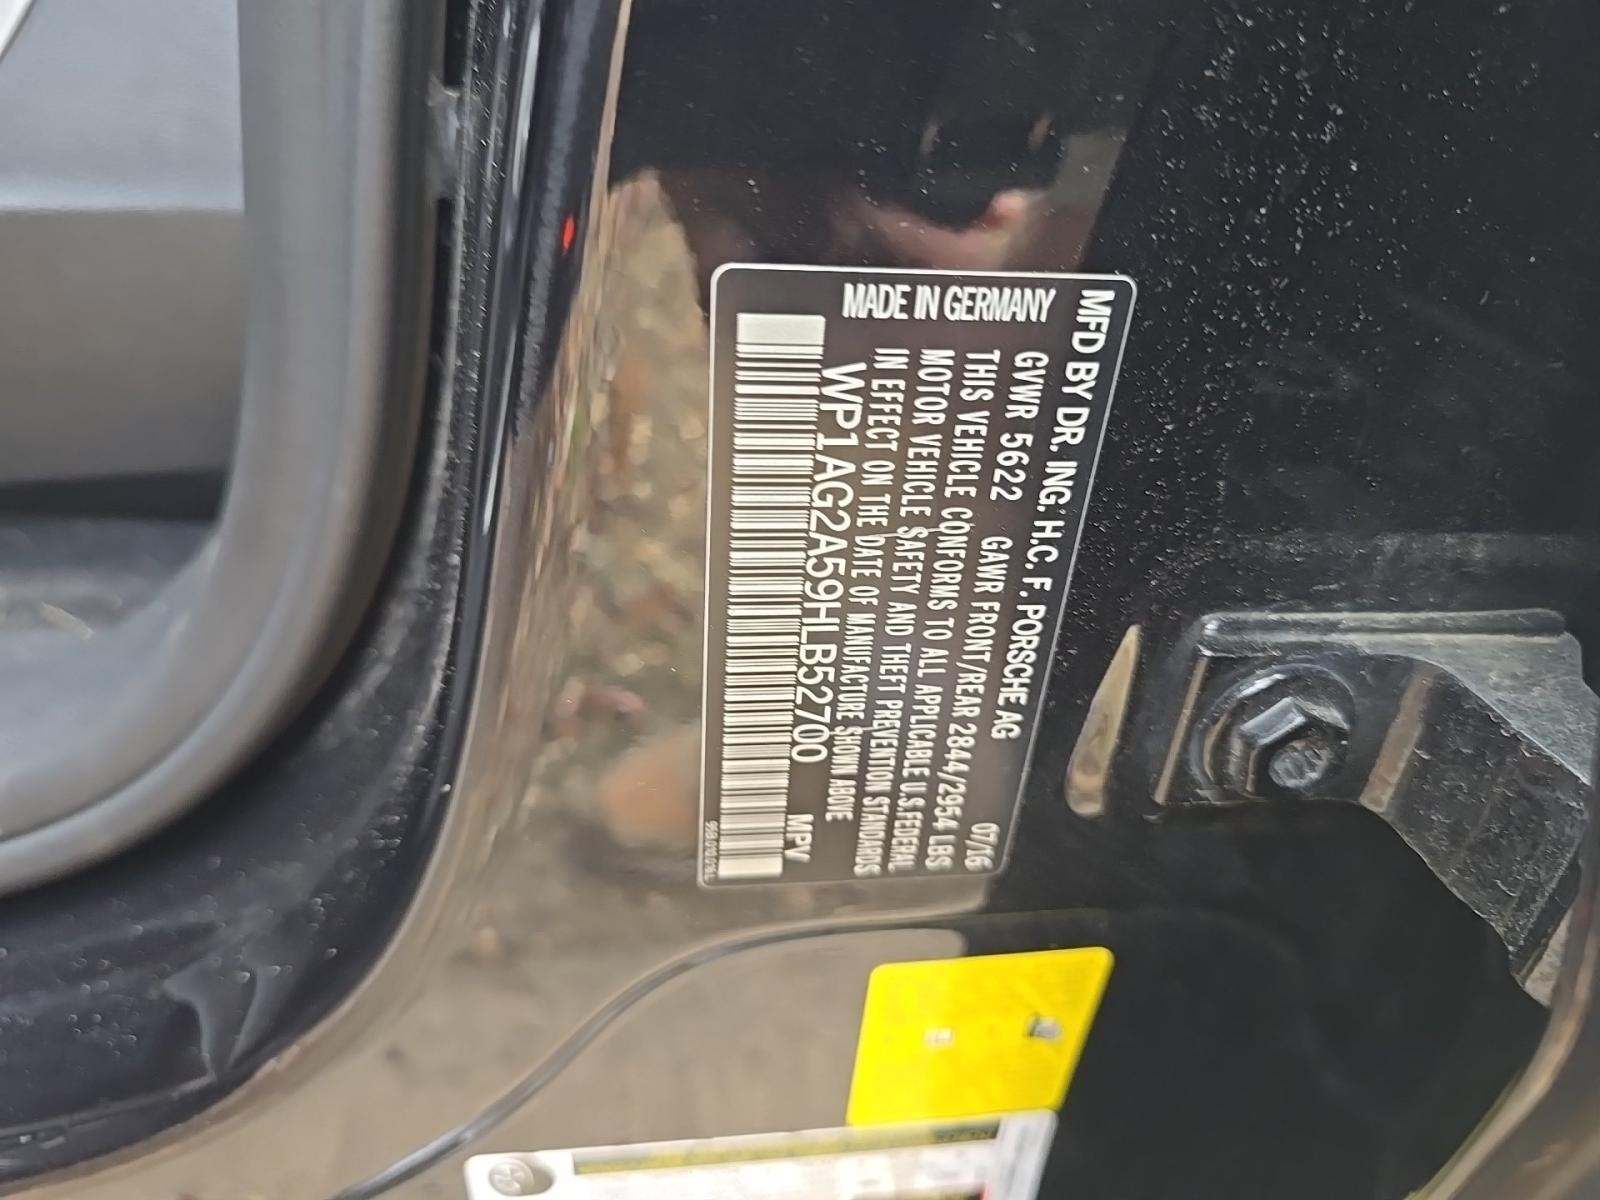 MFD BY DR. ING. H.C. F. PORSCHE AG
MADE IN GERMANY 07/16
GVWR 5622 GAWR FRONT/REAR 2844/2954 LBS
THIS VEHICLE CONFORMS TO ALL APPLICABLE U.S.FEDERAL
MOTOR VEHICLE SAFETY AND THEFT PREVENTION STANDARDS
IN EFFECT ON THE DATE OF MANUFACTURE SHOWN ABOVE
WP1AG2A59HLB52700 MPV